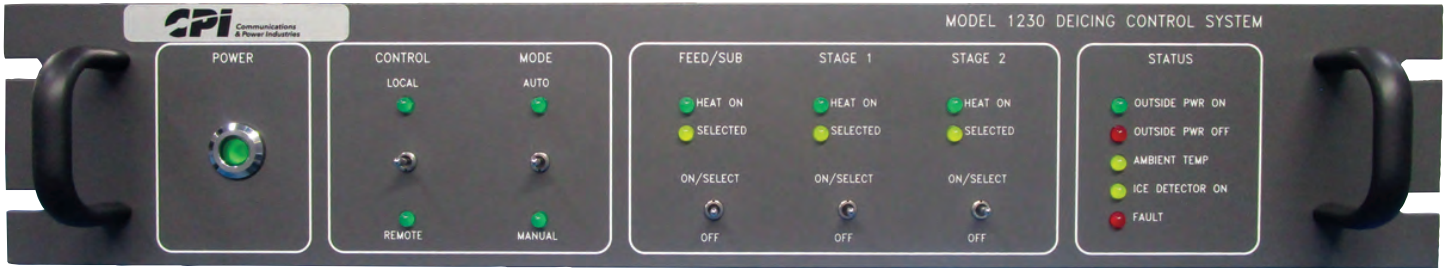 CPI Communications
& Power Industries
MODEL 1230 DEICING CONTROL SYSTEM
POWER
CONTROL
MODE
LOCAL
AUTO
REMOTE
MANUAL
FEED/SUB
STAGE 1
STAGE 2
HEAT ON
HEAT ON
HEAT ON
SELECTED
SELECTED
SELECTED
ON/SELECT
ON/SELECT
ON/SELECT
OFF
OFF
OFF
STATUS
OUTSIDE PWR ON
OUTSIDE PWR OFF
AMBIENT TEMP
ICE DETECTOR ON
FAULT